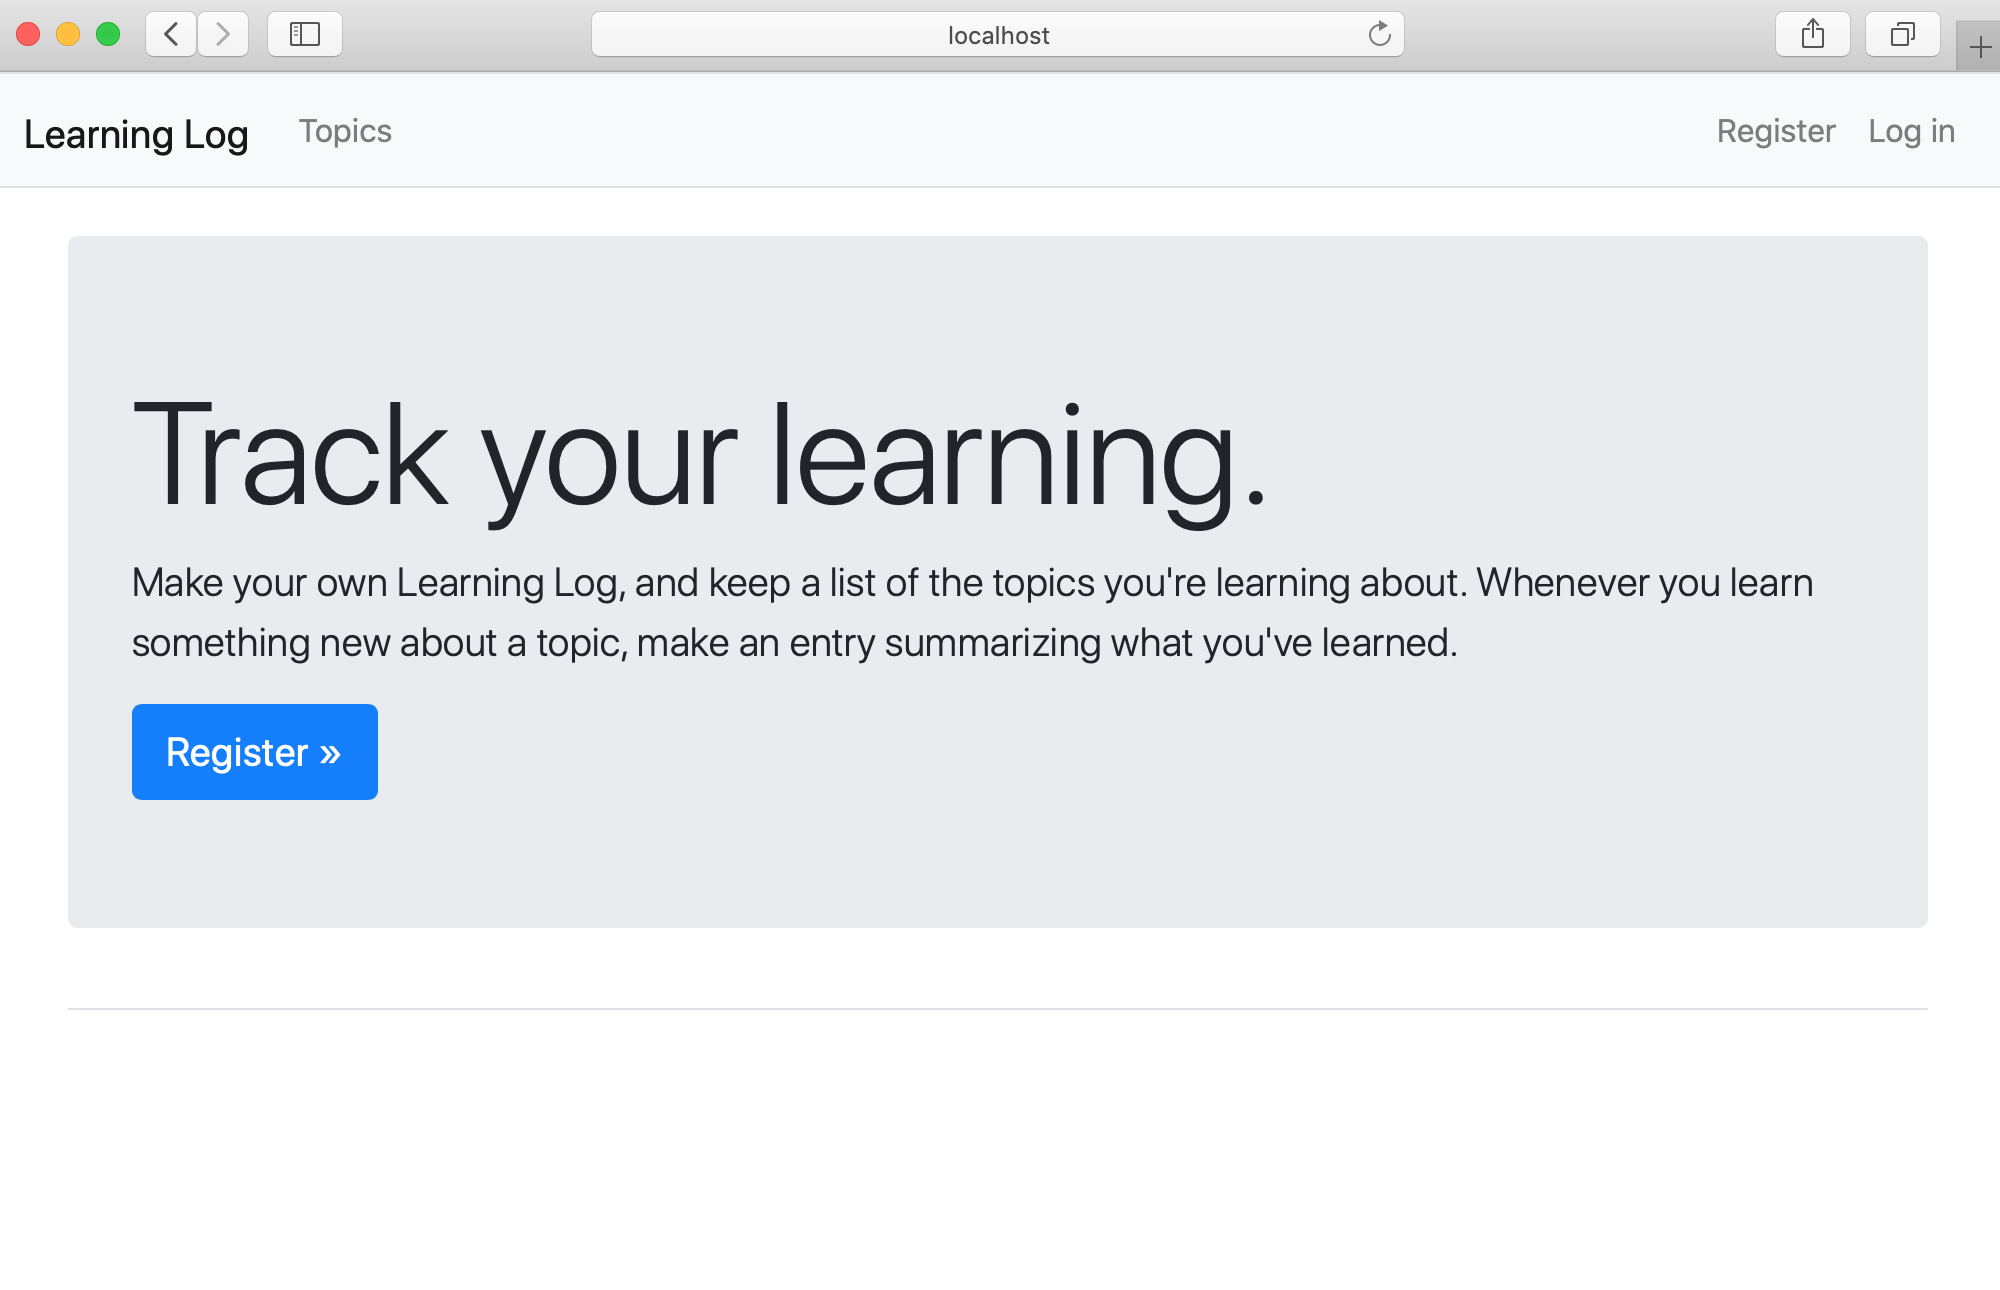 localhost
Learning Log Topics Register Log in
Track your learning.
Make your own Learning Log, and keep a list of the topics you're learning about. Whenever you learn
something new about a topic, make an entry summarizing what you've learned.
Register »